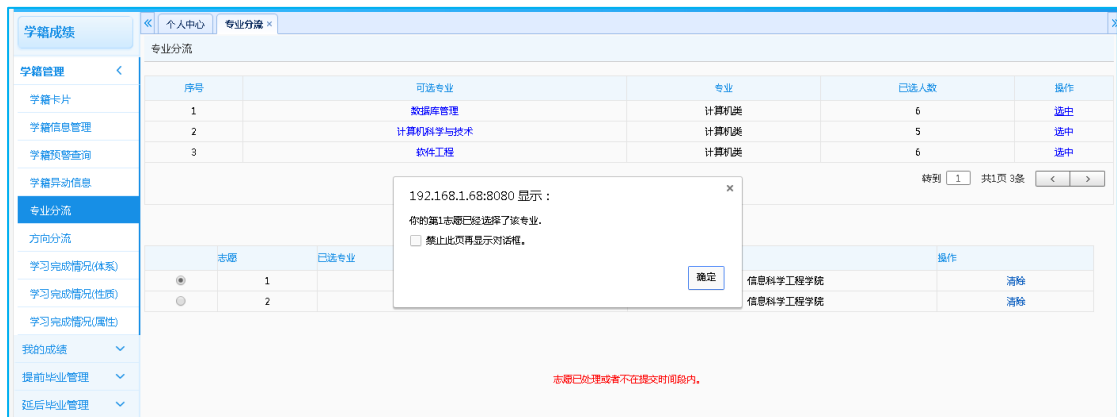 学籍成绩
个人中心 专业分流
专业分流
学籍管理
学籍卡片
学籍信息管理
学籍预警查询
学籍异动信息
专业分流
方向分流
学习完成情况(体系)
学习完成情况(性质)
学习完成情况(属性)
我的成绩
提前毕业管理
延后毕业管理
序号 可选专业 专业 已选人数 操作
1 数据库管理 计算机类 6 选中
2 计算机科学与技术 计算机类 5 选中
3 软件工程 计算机类 6 选中
转到 1 共1页 3条
192.168.1.68:8080 显示：
你的第1志愿已经选择了该专业.
禁止此页再显示对话框。
确定
志愿 已选专业 操作
1 信息科学工程学院 清除
2 信息科学工程学院 清除
志愿已处理或者不在提交时间段内。